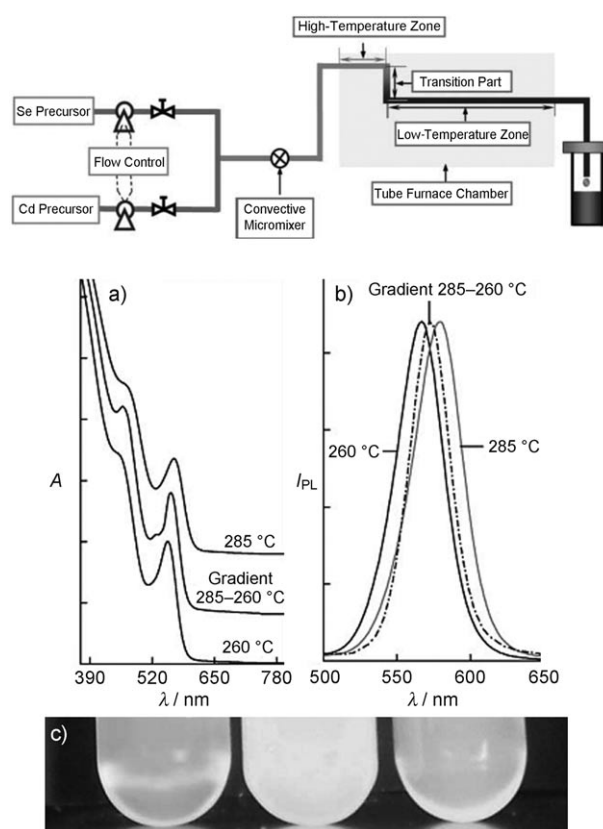 High-Temperature Zone
Se Precursor
Transition Part
Flow Control
Low-Temperature Zone
Cd Precursor
Convective
Micromixer
Tube Furnace Chamber
a)
A
285 °C
Gradient
285–260 °C
260 °C
390 520 650 780
λ / nm
b)
Gradient 285–260 °C
260 °C
285 °C
I_PL
500 550 600 650
λ / nm
c)